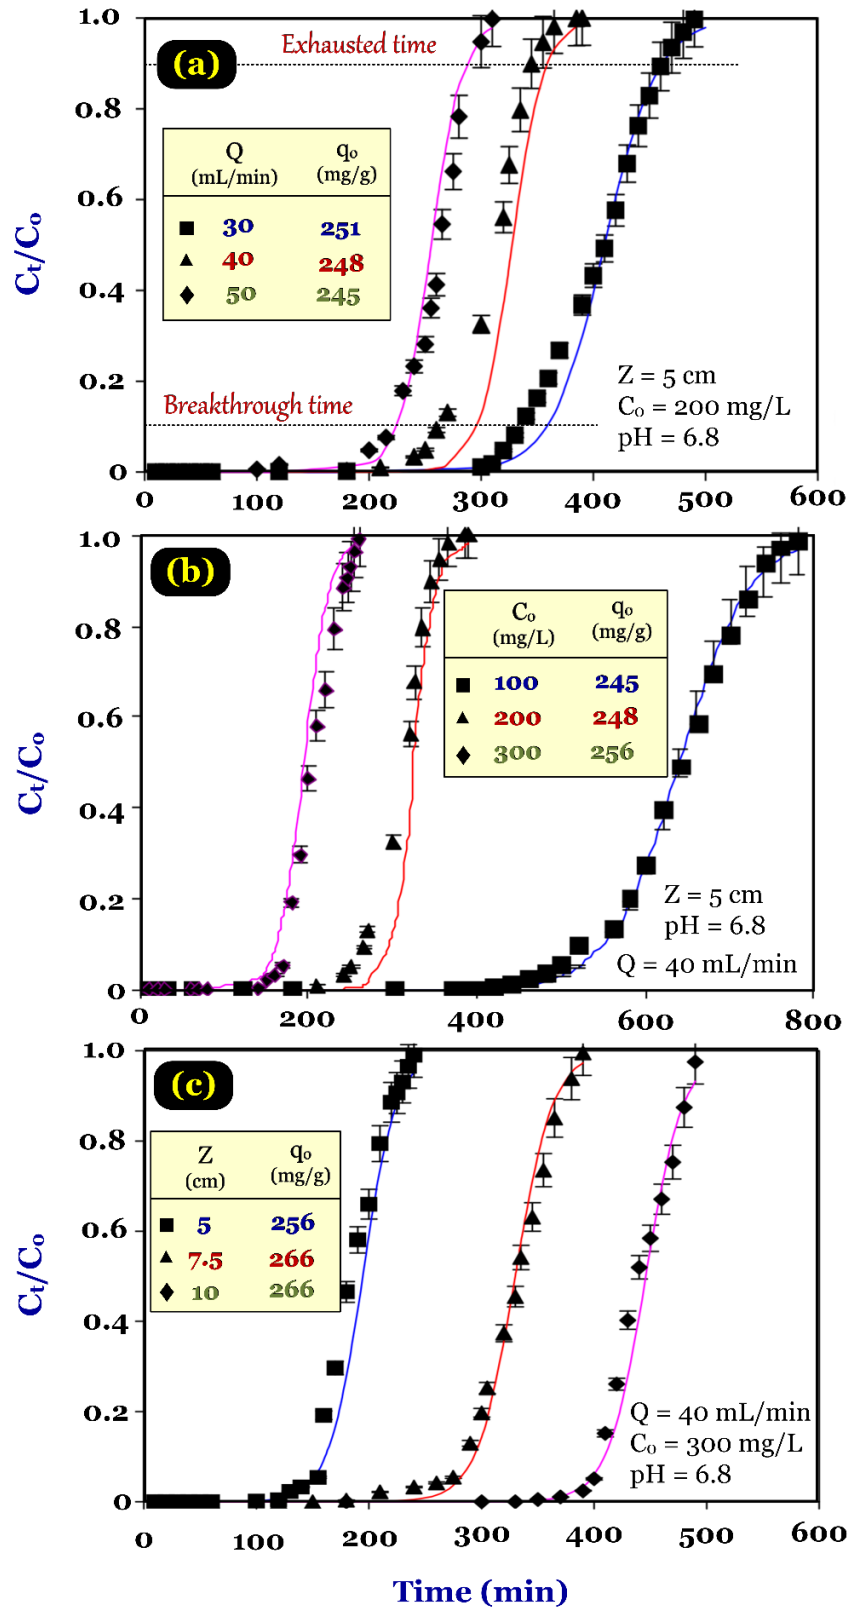 (a)
Exhausted time
Q qₒ
(mL/min) (mg/g)
30 251
40 248
50 245
Breakthrough time
Z = 5 cm
Cₒ = 200 mg/L
pH = 6.8
Cₜ/Cₒ
1.0
0.8
0.6
0.4
0.2
0
0 100 200 300 400 500 600
(b)
Cₒ qₒ
(mg/L) (mg/g)
100 245
200 248
300 256
Z = 5 cm
pH = 6.8
Q = 40 mL/min
Cₜ/Cₒ
1.0
0.8
0.6
0.4
0.2
0
0 200 400 600 800
(c)
Z qₒ
(cm) (mg/g)
5 256
7.5 266
10 266
Q = 40 mL/min
Cₒ = 300 mg/L
pH = 6.8
Cₜ/Cₒ
1.0
0.8
0.6
0.4
0.2
0
0 100 200 300 400 500 600
Time (min)